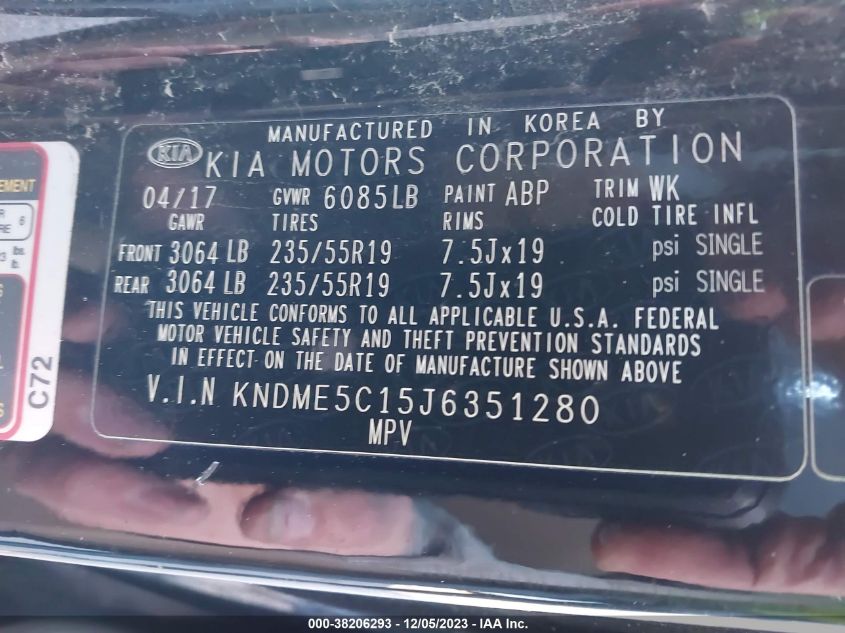 MANUFACTURED IN KOREA BY
KIA KIA MOTORS CORPORATION
04/17 GVWR 6085LB PAINT ABP TRIM WK
GAWR TIRES RIMS COLD TIRE INFL
FRONT 3064 LB 235/55R19 7.5Jx19 psi SINGLE
REAR 3064 LB 235/55R19 7.5Jx19 psi SINGLE
THIS VEHICLE CONFORMS TO ALL APPLICABLE U.S.A. FEDERAL
MOTOR VEHICLE SAFETY AND THEFT PREVENTION STANDARDS
IN EFFECT ON THE DATE OF MANUFACTURE SHOWN ABOVE
V.I.N KNDME5C15J6351280
MPV
EMENT
6
lbs.
C72
000-38206293 - 12/05/2023 - IAA Inc.